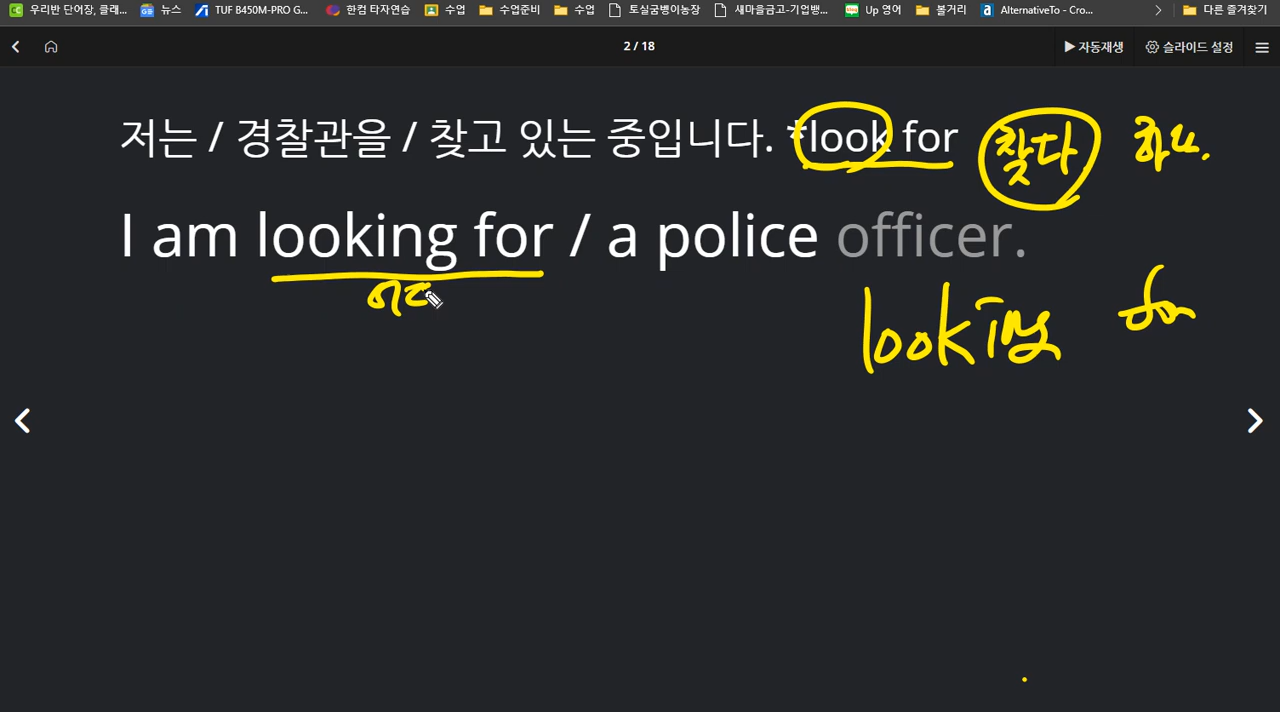 우리반 단어장, 클래... 뉴스 TUF B450M-PRO G... 한컴 타자연습 수업 수업준비 수업 토실굼벵이농장 새마을금고-기업뱅... Up 영어 볼거리 AlternativeTo - Cro... 다른 즐겨찾기
2 / 18 자동재생 슬라이드 설정
저는 / 경찰관을 / 찾고 있는 중입니다. *look for 찾다
I am looking for / a police officer.
looking for